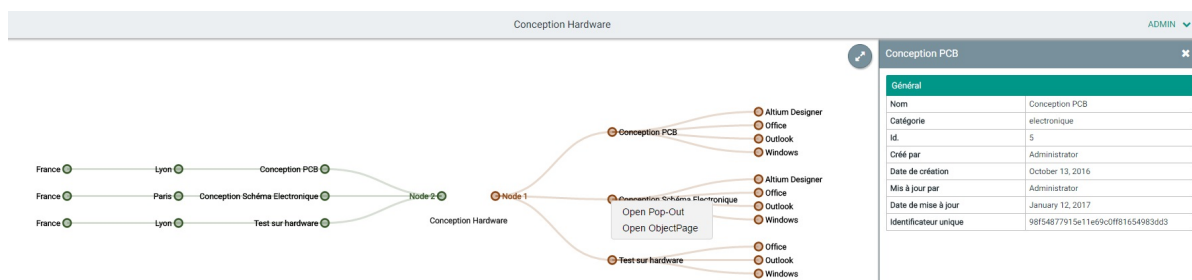 Conception Hardware
ADMIN
Conception PCB
Général
Nom Conception PCB
Catégorie electronique
Id. 5
Créé par Administrator
Date de création October 13, 2016
Mis à jour par Administrator
Date de mise à jour January 12, 2017
Identificateur unique 98f54877915e11e69c0ff81654983dd3
France Lyon Conception PCB
France Paris Conception Schéma Electronique
France Lyon Test sur hardware
Node 2
Node 1
Conception Hardware
Conception PCB
Altium Designer
Office
Outlook
Windows
Conception Schéma Electronique
Altium Designer
Office
Outlook
Windows
Open Pop-Out
Open ObjectPage
Test sur hardware
Office
Outlook
Windows